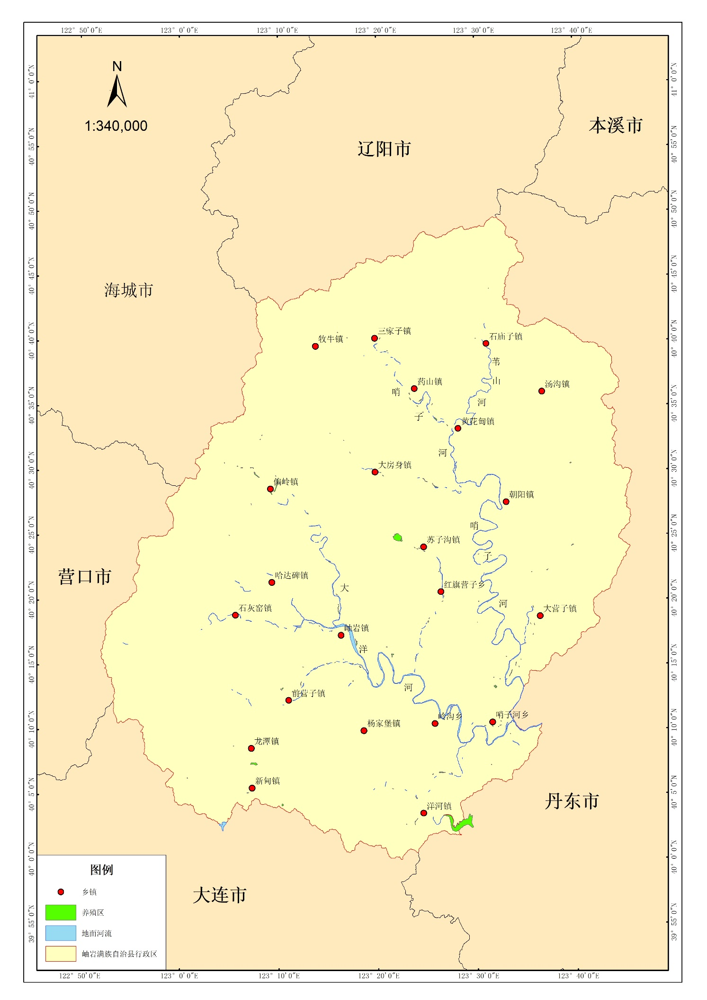 122° 50′0″E 123° 0′0″E 123° 10′0″E 123° 20′0″E 123° 30′0″E 123° 40′0″E
41° 0′0″N
40° 55′0″N
40° 50′0″N
40° 45′0″N
40° 40′0″N
40° 35′0″N
40° 30′0″N
40° 25′0″N
40° 20′0″N
40° 15′0″N
40° 10′0″N
40° 5′0″N
40° 0′0″N
39° 55′0″N
N
1:340,000
本溪市
辽阳市
海城市
三家子镇
牧牛镇
石庙子镇
苇
山
河
药山镇
汤沟镇
哨
子
河
黄花甸镇
大房身镇
偏岭镇
朝阳镇
哨
子
河
苏子沟镇
营口市
哈达碑镇
大
洋
河
红旗营子乡
石灰窑镇
大营子镇
岫岩镇
前营子镇
岭沟乡
哨子河乡
杨家堡镇
龙潭镇
新甸镇
丹东市
洋河镇
大连市
图例
乡镇
养殖区
地面河流
岫岩满族自治县行政区
41° 0′0″N
40° 55′0″N
40° 50′0″N
40° 45′0″N
40° 40′0″N
40° 35′0″N
40° 30′0″N
40° 25′0″N
40° 20′0″N
40° 15′0″N
40° 10′0″N
40° 5′0″N
40° 0′0″N
39° 55′0″N
122° 50′0″E 123° 0′0″E 123° 10′0″E 123° 20′0″E 123° 30′0″E 123° 40′0″E